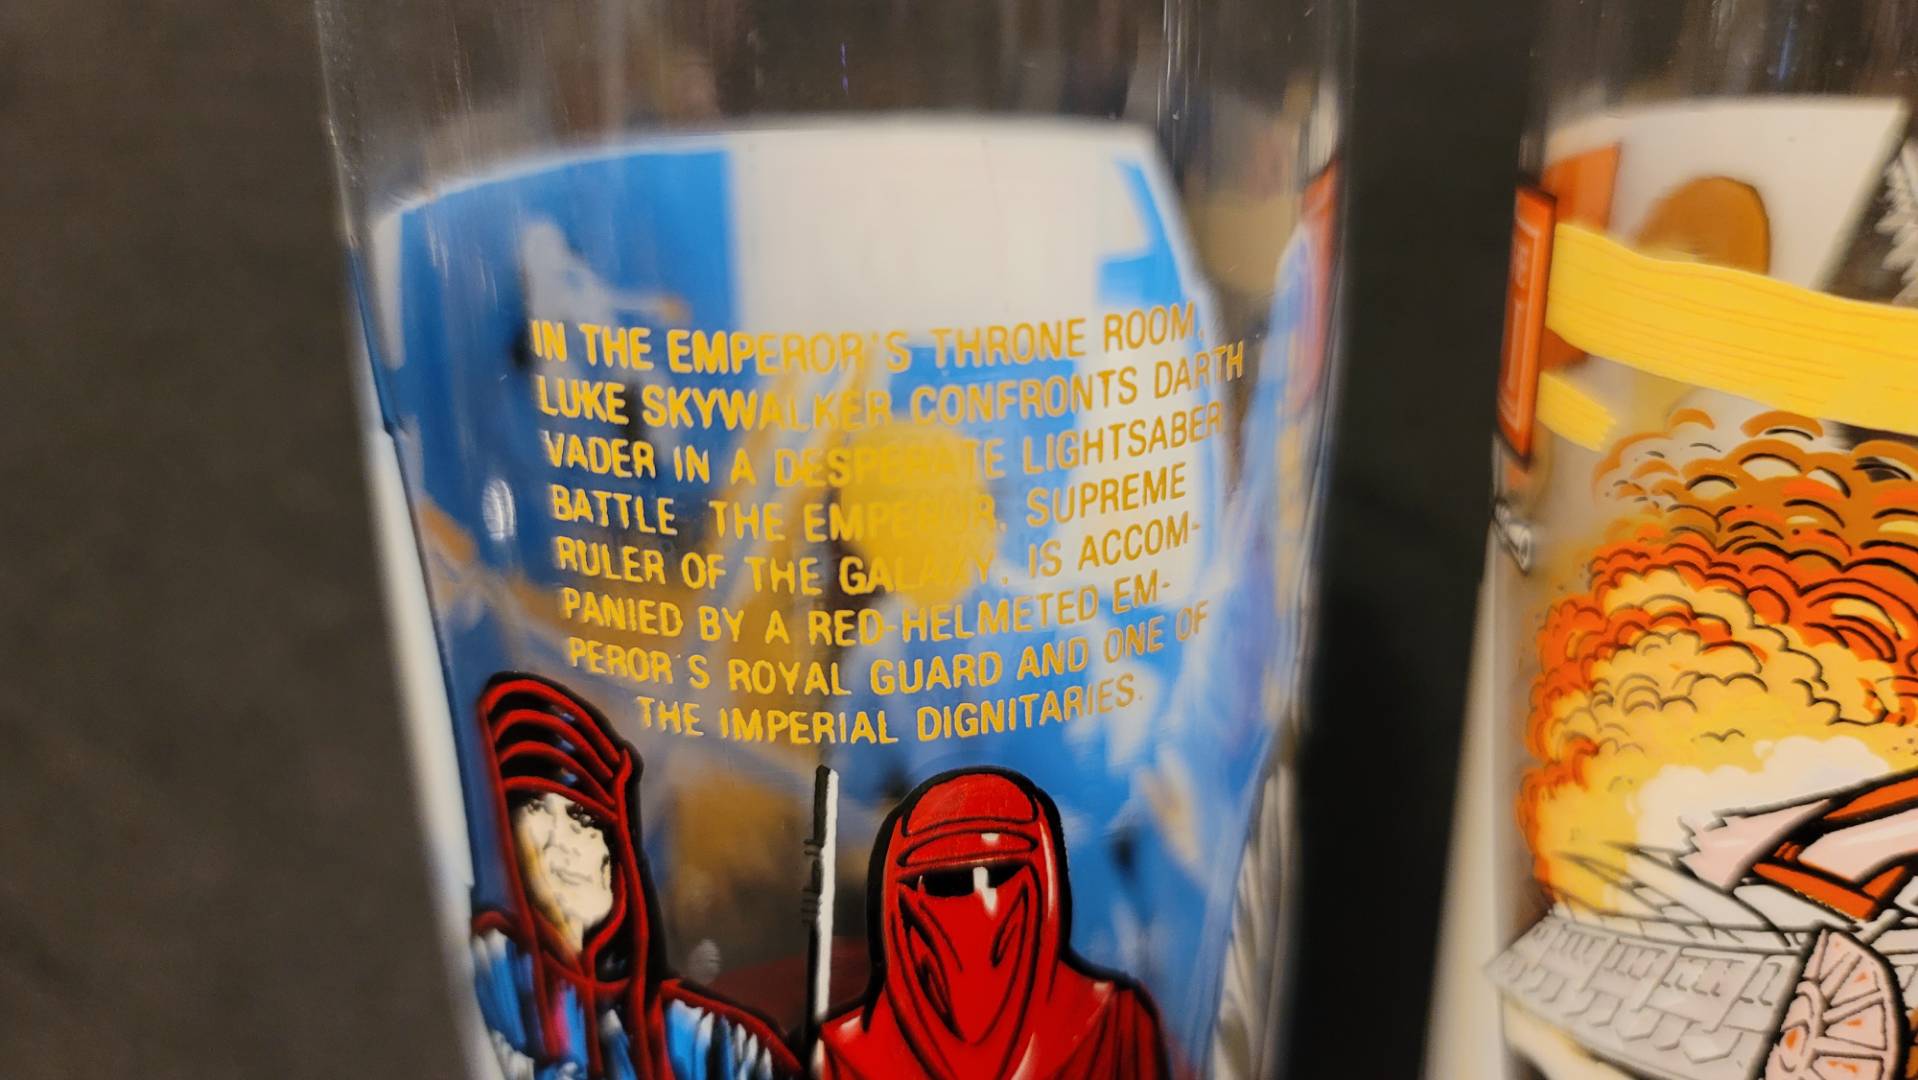 IN THE EMPEROR'S THRONE ROOM,
LUKE SKYWALKER CONFRONTS DARTH
VADER IN A DESPERATE LIGHTSABER
BATTLE THE EMPEROR, SUPREME
RULER OF THE GALAXY, IS ACCOM-
PANIED BY A RED-HELMETED EM-
PEROR'S ROYAL GUARD AND ONE OF
THE IMPERIAL DIGNITARIES.